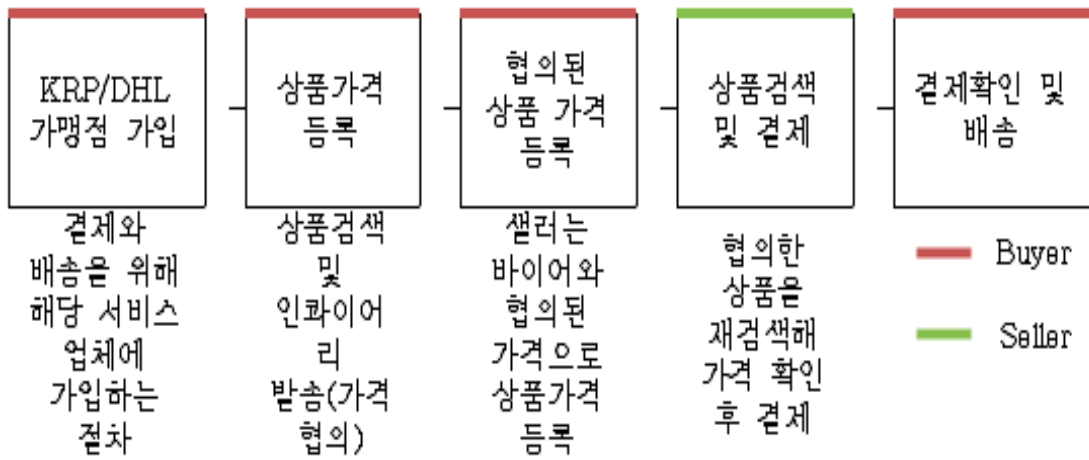 KRP/DHL
가맹점 가입
상품가격
등록
협의된
상품 가격
등록
상품검색
및 결제
결제확인 및
배송
결제와
배송을 위해
해당 서비스
업체에
가입하는
절차
상품검색
및
인콰이어
리
발송(가격
협의)
샐러는
바이어와
협의된
가격으로
상품가격
등록
협의한
상품을
재검색해
가격 확인
후 결제
Buyer
Seller